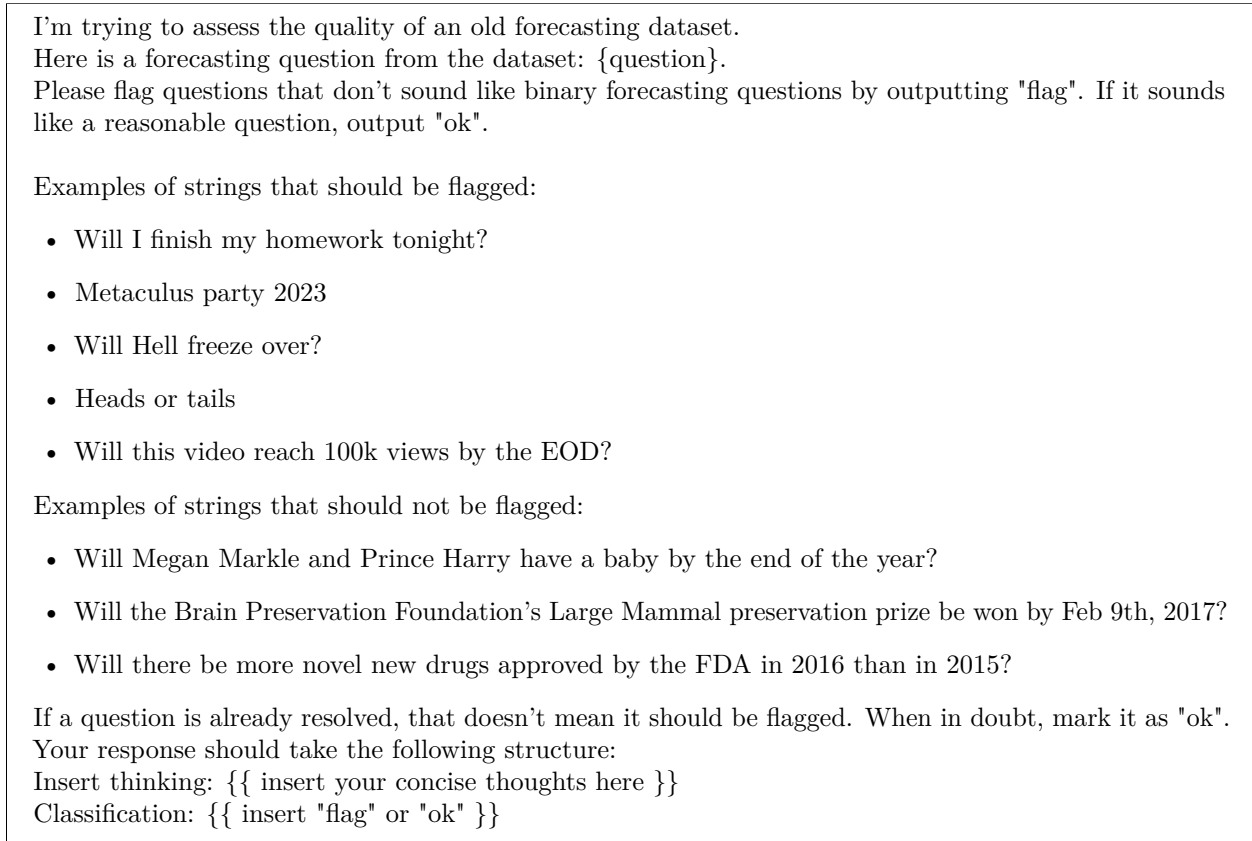 I'm trying to assess the quality of an old forecasting dataset.
Here is a forecasting question from the dataset: {question}.
Please flag questions that don't sound like binary forecasting questions by outputting "flag". If it sounds
like a reasonable question, output "ok".
Examples of strings that should be flagged:
• Will I finish my homework tonight?
• Metaculus party 2023
• Will Hell freeze over?
• Heads or tails
• Will this video reach 100k views by the EOD?
Examples of strings that should not be flagged:
• Will Megan Markle and Prince Harry have a baby by the end of the year?
• Will the Brain Preservation Foundation's Large Mammal preservation prize be won by Feb 9th, 2017?
• Will there be more novel new drugs approved by the FDA in 2016 than in 2015?
If a question is already resolved, that doesn't mean it should be flagged. When in doubt, mark it as "ok".
Your response should take the following structure:
Insert thinking: {{ insert your concise thoughts here }}
Classification: {{ insert "flag" or "ok" }}